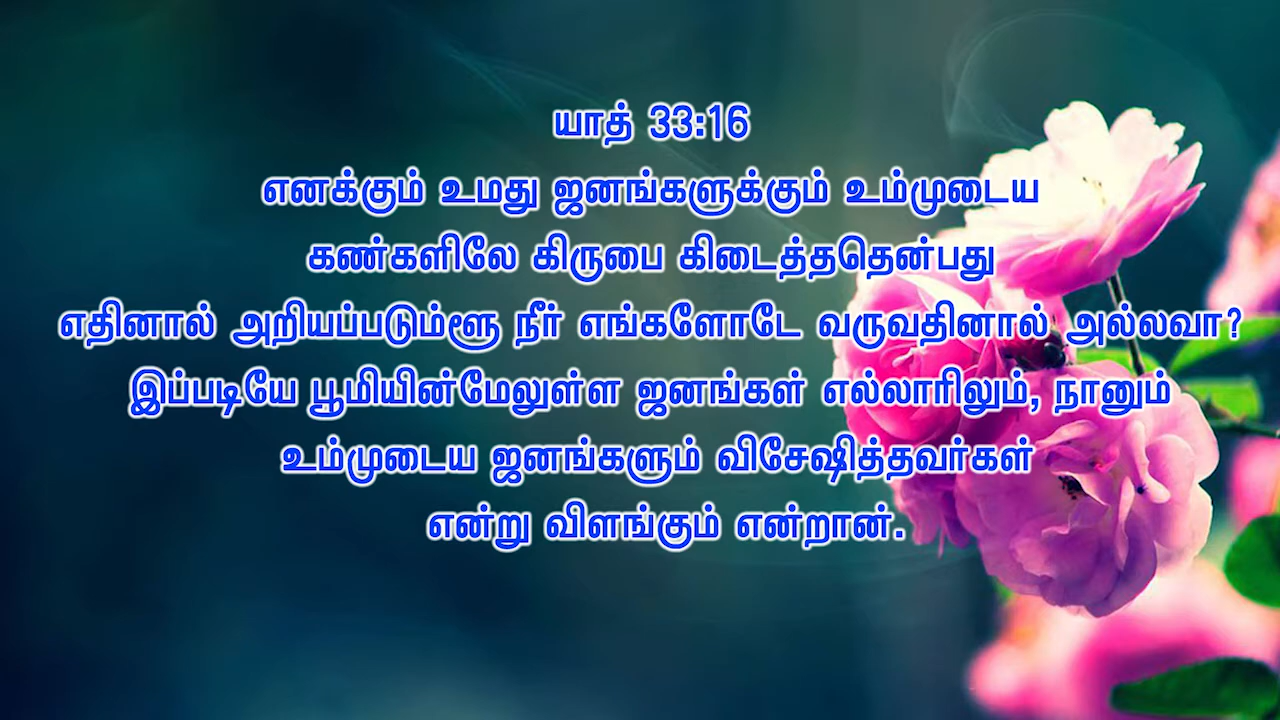 யாத் 33:16
எனக்கும் உமது ஜனங்களுக்கும் உம்முடைய
கண்களிலே கிருபை கிடைத்ததென்பது
எதினால் அறியப்படும்ளூ நீர் எங்களோடே வருவதினால் அல்லவா?
இப்படியே பூமியின்மேலுள்ள ஜனங்கள் எல்லாரிலும், நானும்
உம்முடைய ஜனங்களும் விசேஷித்தவர்கள்
என்று விளங்கும் என்றான்.